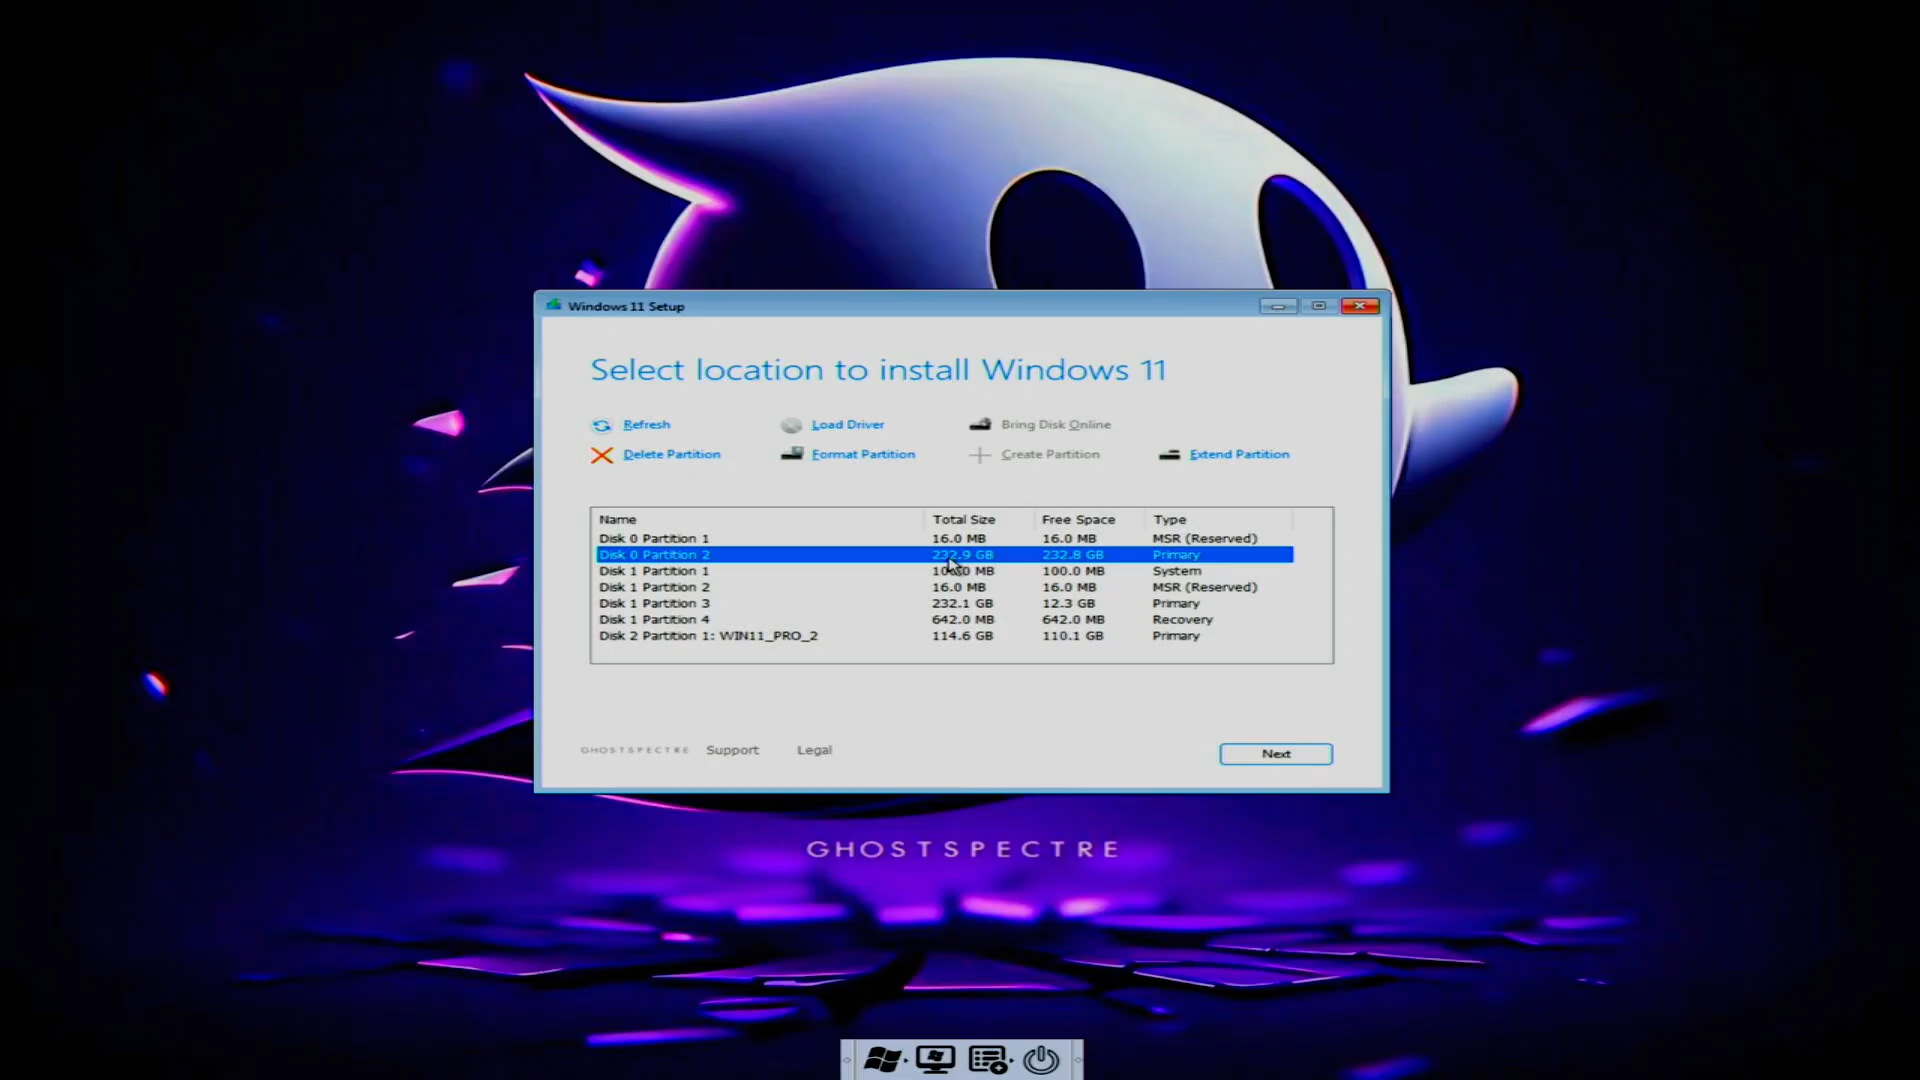 Windows 11 Setup
Select location to install Windows 11
Refresh Load Driver Bring Disk Online
Delete Partition Format Partition Create Partition Extend Partition
Name Total Size Free Space Type
Disk 0 Partition 1 16.0 MB 16.0 MB MSR (Reserved)
Disk 0 Partition 2 232.9 GB 232.8 GB Primary
Disk 1 Partition 1 100.0 MB 100.0 MB System
Disk 1 Partition 2 16.0 MB 16.0 MB MSR (Reserved)
Disk 1 Partition 3 232.1 GB 12.3 GB Primary
Disk 1 Partition 4 642.0 MB 642.0 MB Recovery
Disk 2 Partition 1: WIN11_PRO_2 114.6 GB 110.1 GB Primary
GHOSTSPECTRE Support Legal
Next
GHOSTSPECTRE